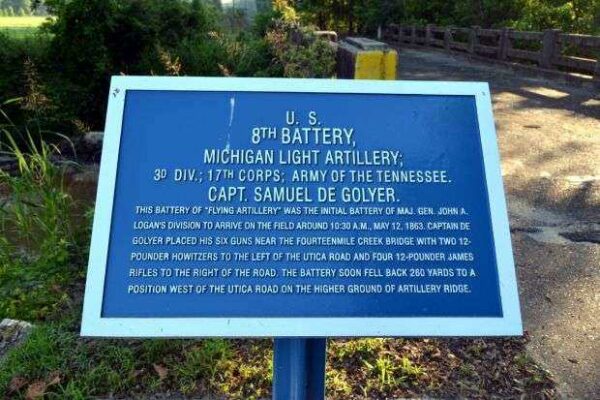 U. S.
8TH BATTERY,
MICHIGAN LIGHT ARTILLERY;
3D DIV.; 17TH CORPS; ARMY OF THE TENNESSEE.
CAPT. SAMUEL DE GOLYER.
THIS BATTERY OF "FLYING ARTILLERY" WAS THE INITIAL BATTERY OF MAJ. GEN. JOHN A.
LOGAN'S DIVISION TO ARRIVE ON THE FIELD AROUND 10:30 A.M., MAY 12, 1863. CAPTAIN DE
GOLYER PLACED HIS SIX GUNS NEAR THE FOURTEENMILE CREEK BRIDGE WITH TWO 12-
POUNDER HOWITZERS TO THE LEFT OF THE UTICA ROAD AND FOUR 12-POUNDER JAMES
RIFLES TO THE RIGHT OF THE ROAD. THE BATTERY SOON FELL BACK 260 YARDS TO A
POSITION WEST OF THE UTICA ROAD ON THE HIGHER GROUND OF ARTILLERY RIDGE.